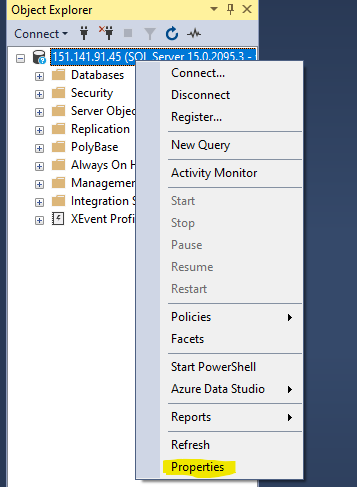 Object Explorer
Connect
151.141.91.45 (SQL Server 15.0.2095.3 -
Databases
Security
Server Objec
Replication
PolyBase
Always On H
Managemen
Integration S
XEvent Profi
Connect...
Disconnect
Register...
New Query
Activity Monitor
Start
Stop
Pause
Resume
Restart
Policies
Facets
Start PowerShell
Azure Data Studio
Reports
Refresh
Properties